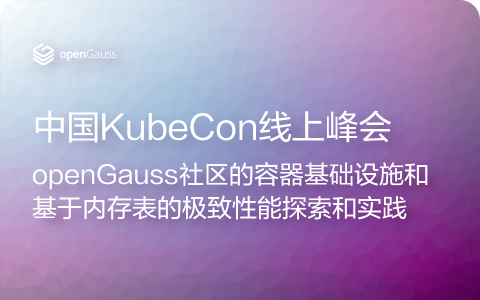 openGauss
中国KubeCon线上峰会
openGauss社区的容器基础设施和
基于内存表的极致性能探索和实践